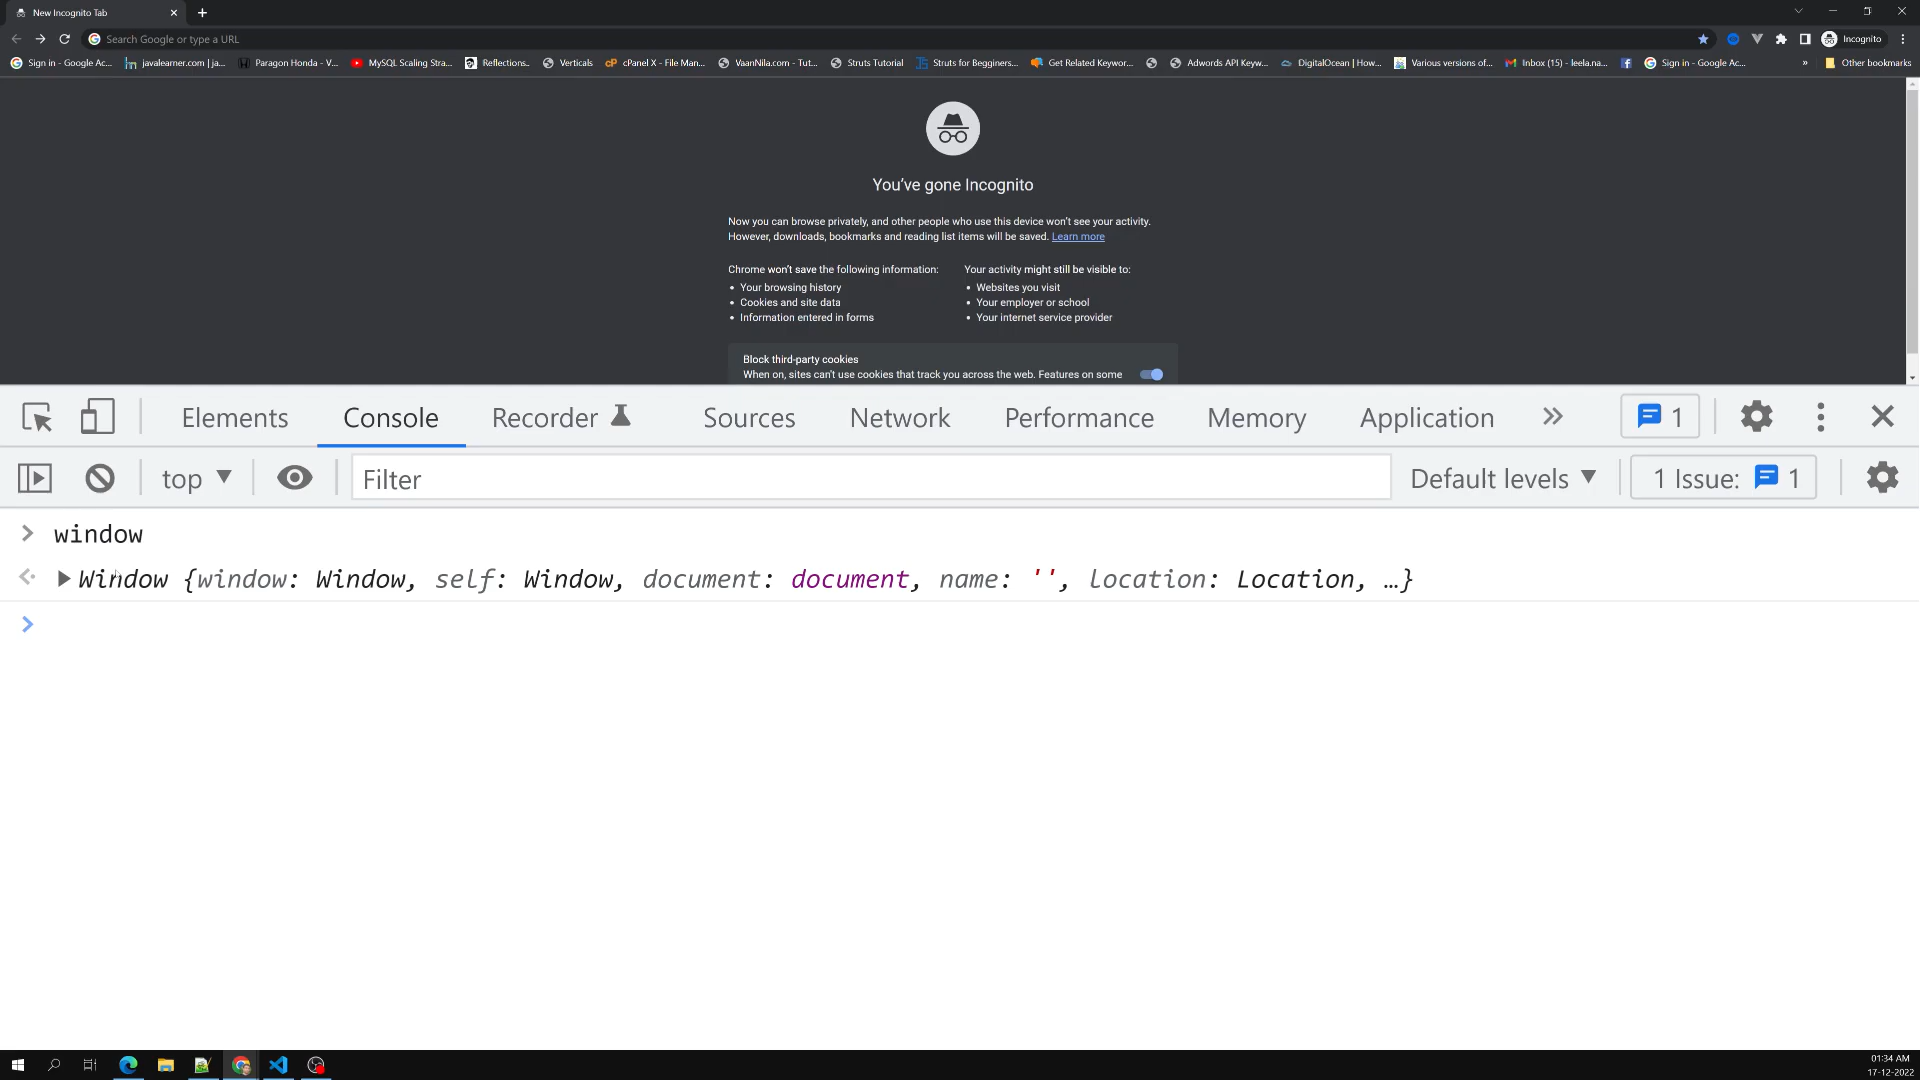 New Incognito Tab
Search Google or type a URL
Incognito
Sign in - Google Ac...
javalearner.com | ja...
Paragon Honda - V...
MySQL Scaling Stra...
Reflections..
Verticals
cPanel X - File Man...
VaanNila.com - Tut...
Struts Tutorial
Struts for Begginers...
Get Related Keywor...
Adwords API Keyw...
DigitalOcean | How...
Various versions of...
Inbox (15) - leela.na...
Sign in - Google Ac...
»
Other bookmarks
You've gone Incognito
Now you can browse privately, and other people who use this device won't see your activity.
However, downloads, bookmarks and reading list items will be saved. Learn more
Chrome won't save the following information:
• Your browsing history
• Cookies and site data
• Information entered in forms
Your activity might still be visible to:
• Websites you visit
• Your employer or school
• Your internet service provider
Block third-party cookies
When on, sites can't use cookies that track you across the web. Features on some
Elements Console Recorder Sources Network Performance Memory Application » 1
top Filter Default levels 1 Issue: 1
window
Window {window: Window, self: Window, document: document, name: '', location: Location, …}
01:34 AM
17-12-2022